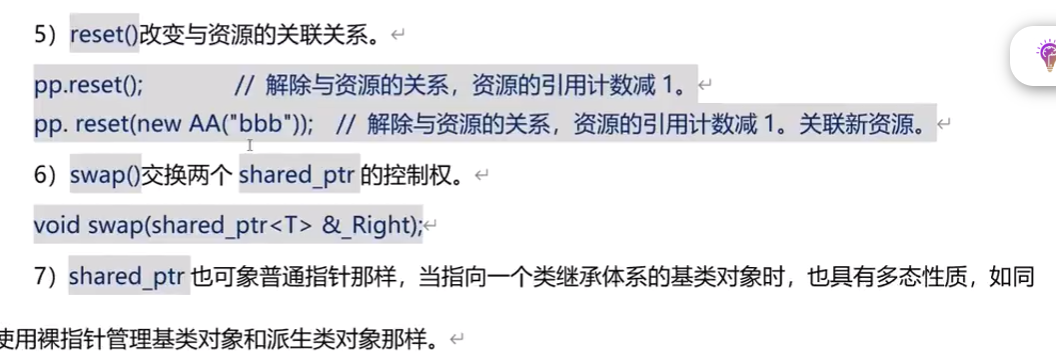 5）reset()改变与资源的关联关系。
pp.reset();    // 解除与资源的关系，资源的引用计数减 1。
pp. reset(new AA("bbb"));  // 解除与资源的关系，资源的引用计数减 1。关联新资源。
6）swap()交换两个 shared_ptr 的控制权。
void swap(shared_ptr<T> &_Right);
7）shared_ptr 也可象普通指针那样，当指向一个类继承体系的基类对象时，也具有多态性质，如同
使用裸指针管理基类对象和派生类对象那样。